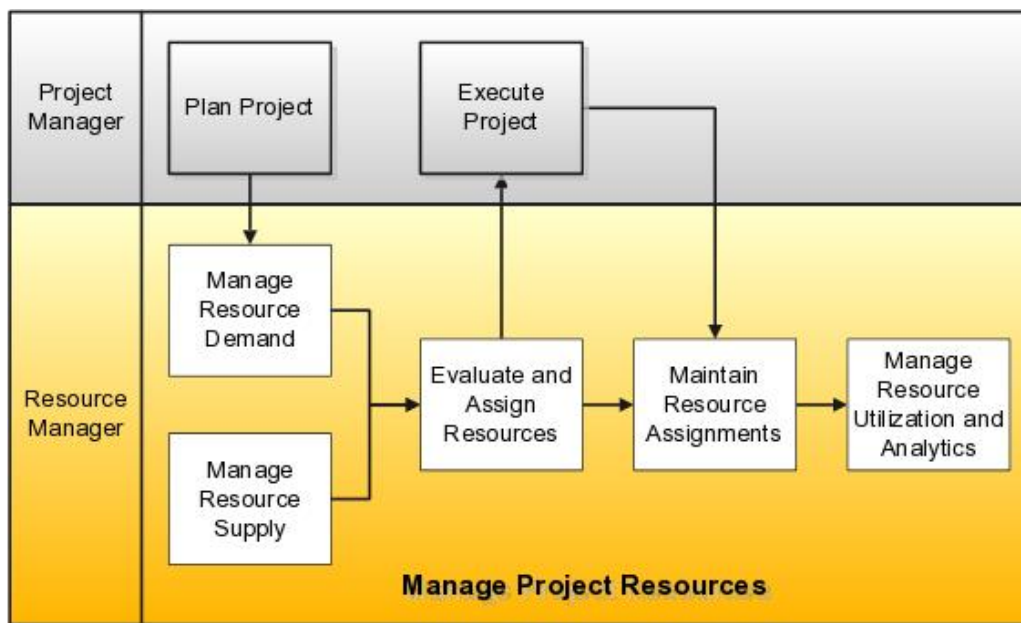 Project
Manager
Plan Project
Execute
Project
Resource
Manager
Manage
Resource
Demand
Manage
Resource
Supply
Evaluate and
Assign
Resources
Maintain
Resource
Assignments
Manage
Resource
Utilization and
Analytics
Manage Project Resources